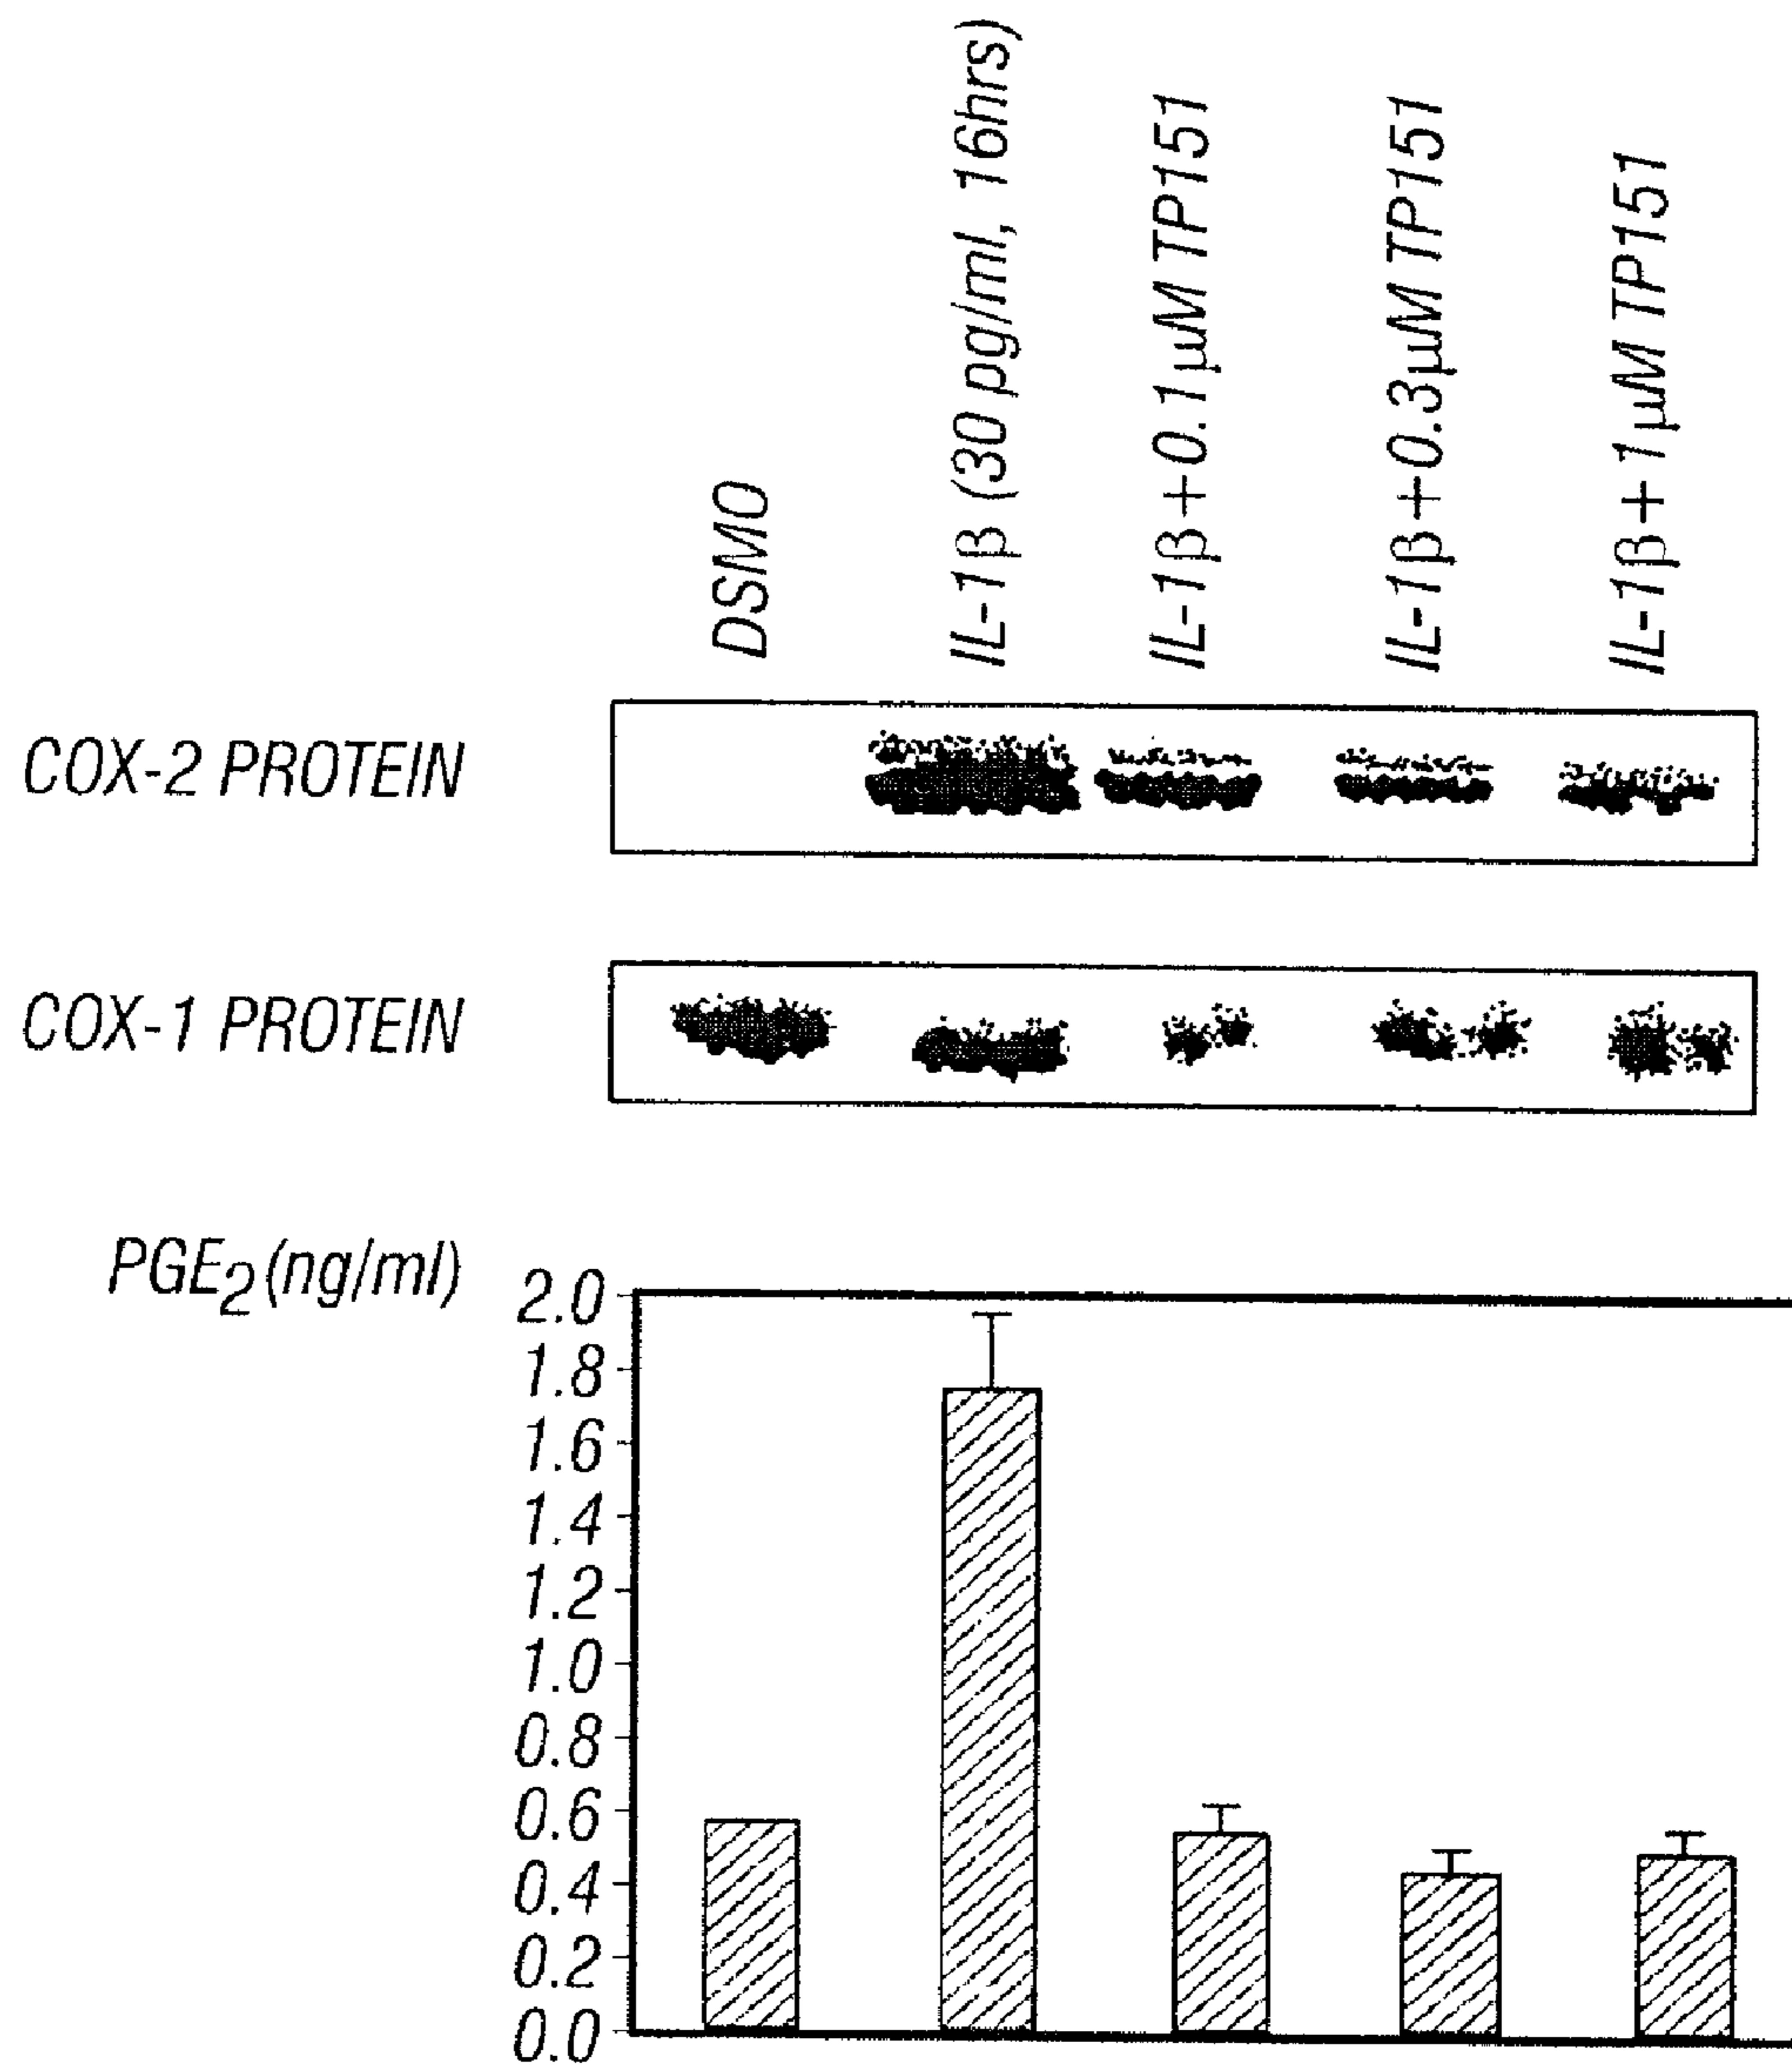 DSMO
IL-1β (30 pg/ml, 16hrs)
IL-1β+0.1μM TP151
IL-1β+0.3μM TP151
IL-1β+1μM TP151
COX-2 PROTEIN
COX-1 PROTEIN
PGE2(ng/ml)
2.0
1.8
1.6
1.4
1.2
1.0
0.8
0.6
0.4
0.2
0.0